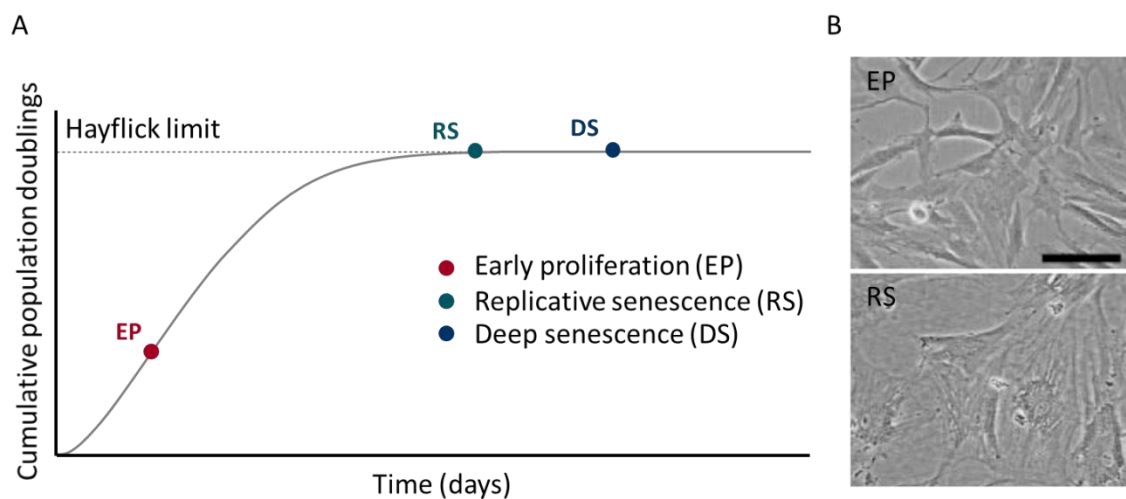 A
Cumulative population doublings
Hayflick limit
RS
DS
EP
Early proliferation (EP)
Replicative senescence (RS)
Deep senescence (DS)
Time (days)
B
EP
RS